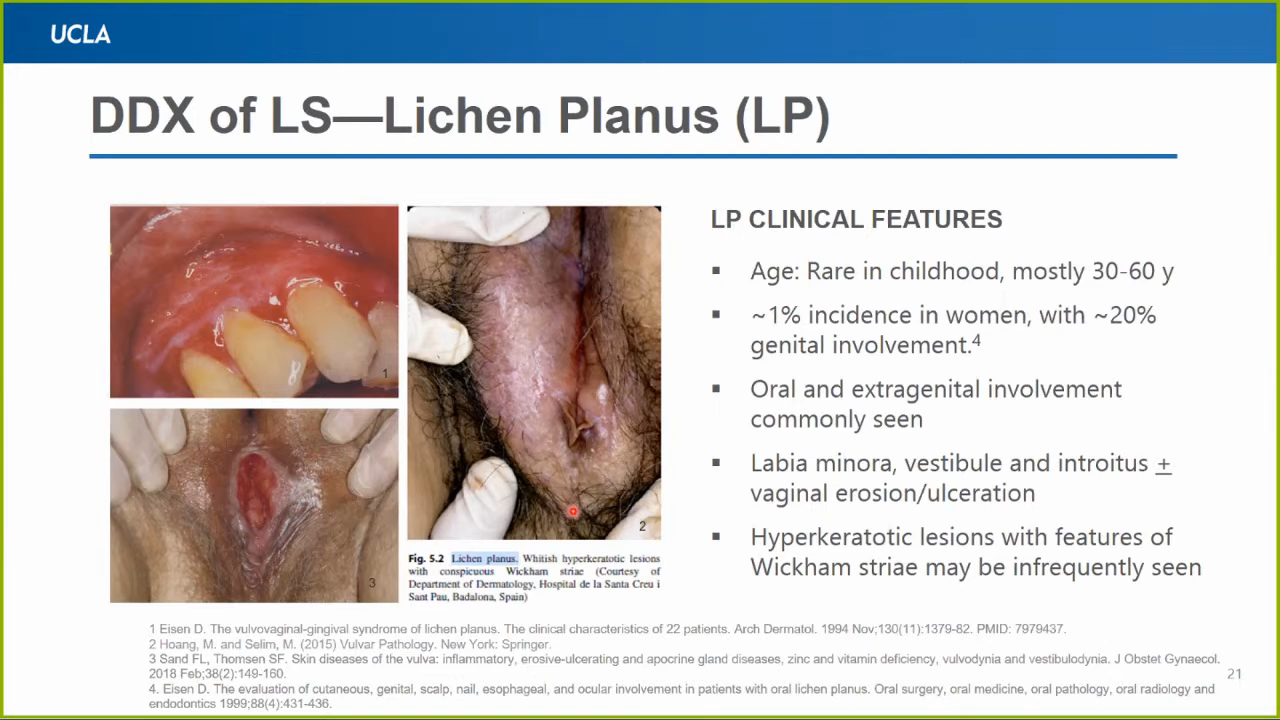 UCLA
DDX of LS—Lichen Planus (LP)
1
3
2
Fig. 5.2 Lichen planus. Whitish hyperkeratotic lesions
with conspicuous Wickham striae (Courtesy of
Department of Dermatology, Hospital de la Santa Creu i
Sant Pau, Badalona, Spain)
LP CLINICAL FEATURES
▪ Age: Rare in childhood, mostly 30-60 y
▪ ~1% incidence in women, with ~20%
genital involvement.4
▪ Oral and extragenital involvement
commonly seen
▪ Labia minora, vestibule and introitus ±
vaginal erosion/ulceration
▪ Hyperkeratotic lesions with features of
Wickham striae may be infrequently seen
1 Eisen D. The vulvovaginal-gingival syndrome of lichen planus. The clinical characteristics of 22 patients. Arch Dermatol. 1994 Nov;130(11):1379-82. PMID: 7979437.
2 Hoang, M. and Selim, M. (2015) Vulvar Pathology. New York: Springer.
3 Sand FL, Thomsen SF. Skin diseases of the vulva: inflammatory, erosive-ulcerating and apocrine gland diseases, zinc and vitamin deficiency, vulvodynia and vestibulodynia. J Obstet Gynaecol.
2018 Feb;38(2):149-160.
4. Eisen D. The evaluation of cutaneous, genital, scalp, nail, esophageal, and ocular involvement in patients with oral lichen planus. Oral surgery, oral medicine, oral pathology, oral radiology and
endodontics 1999;88(4):431-436.
21